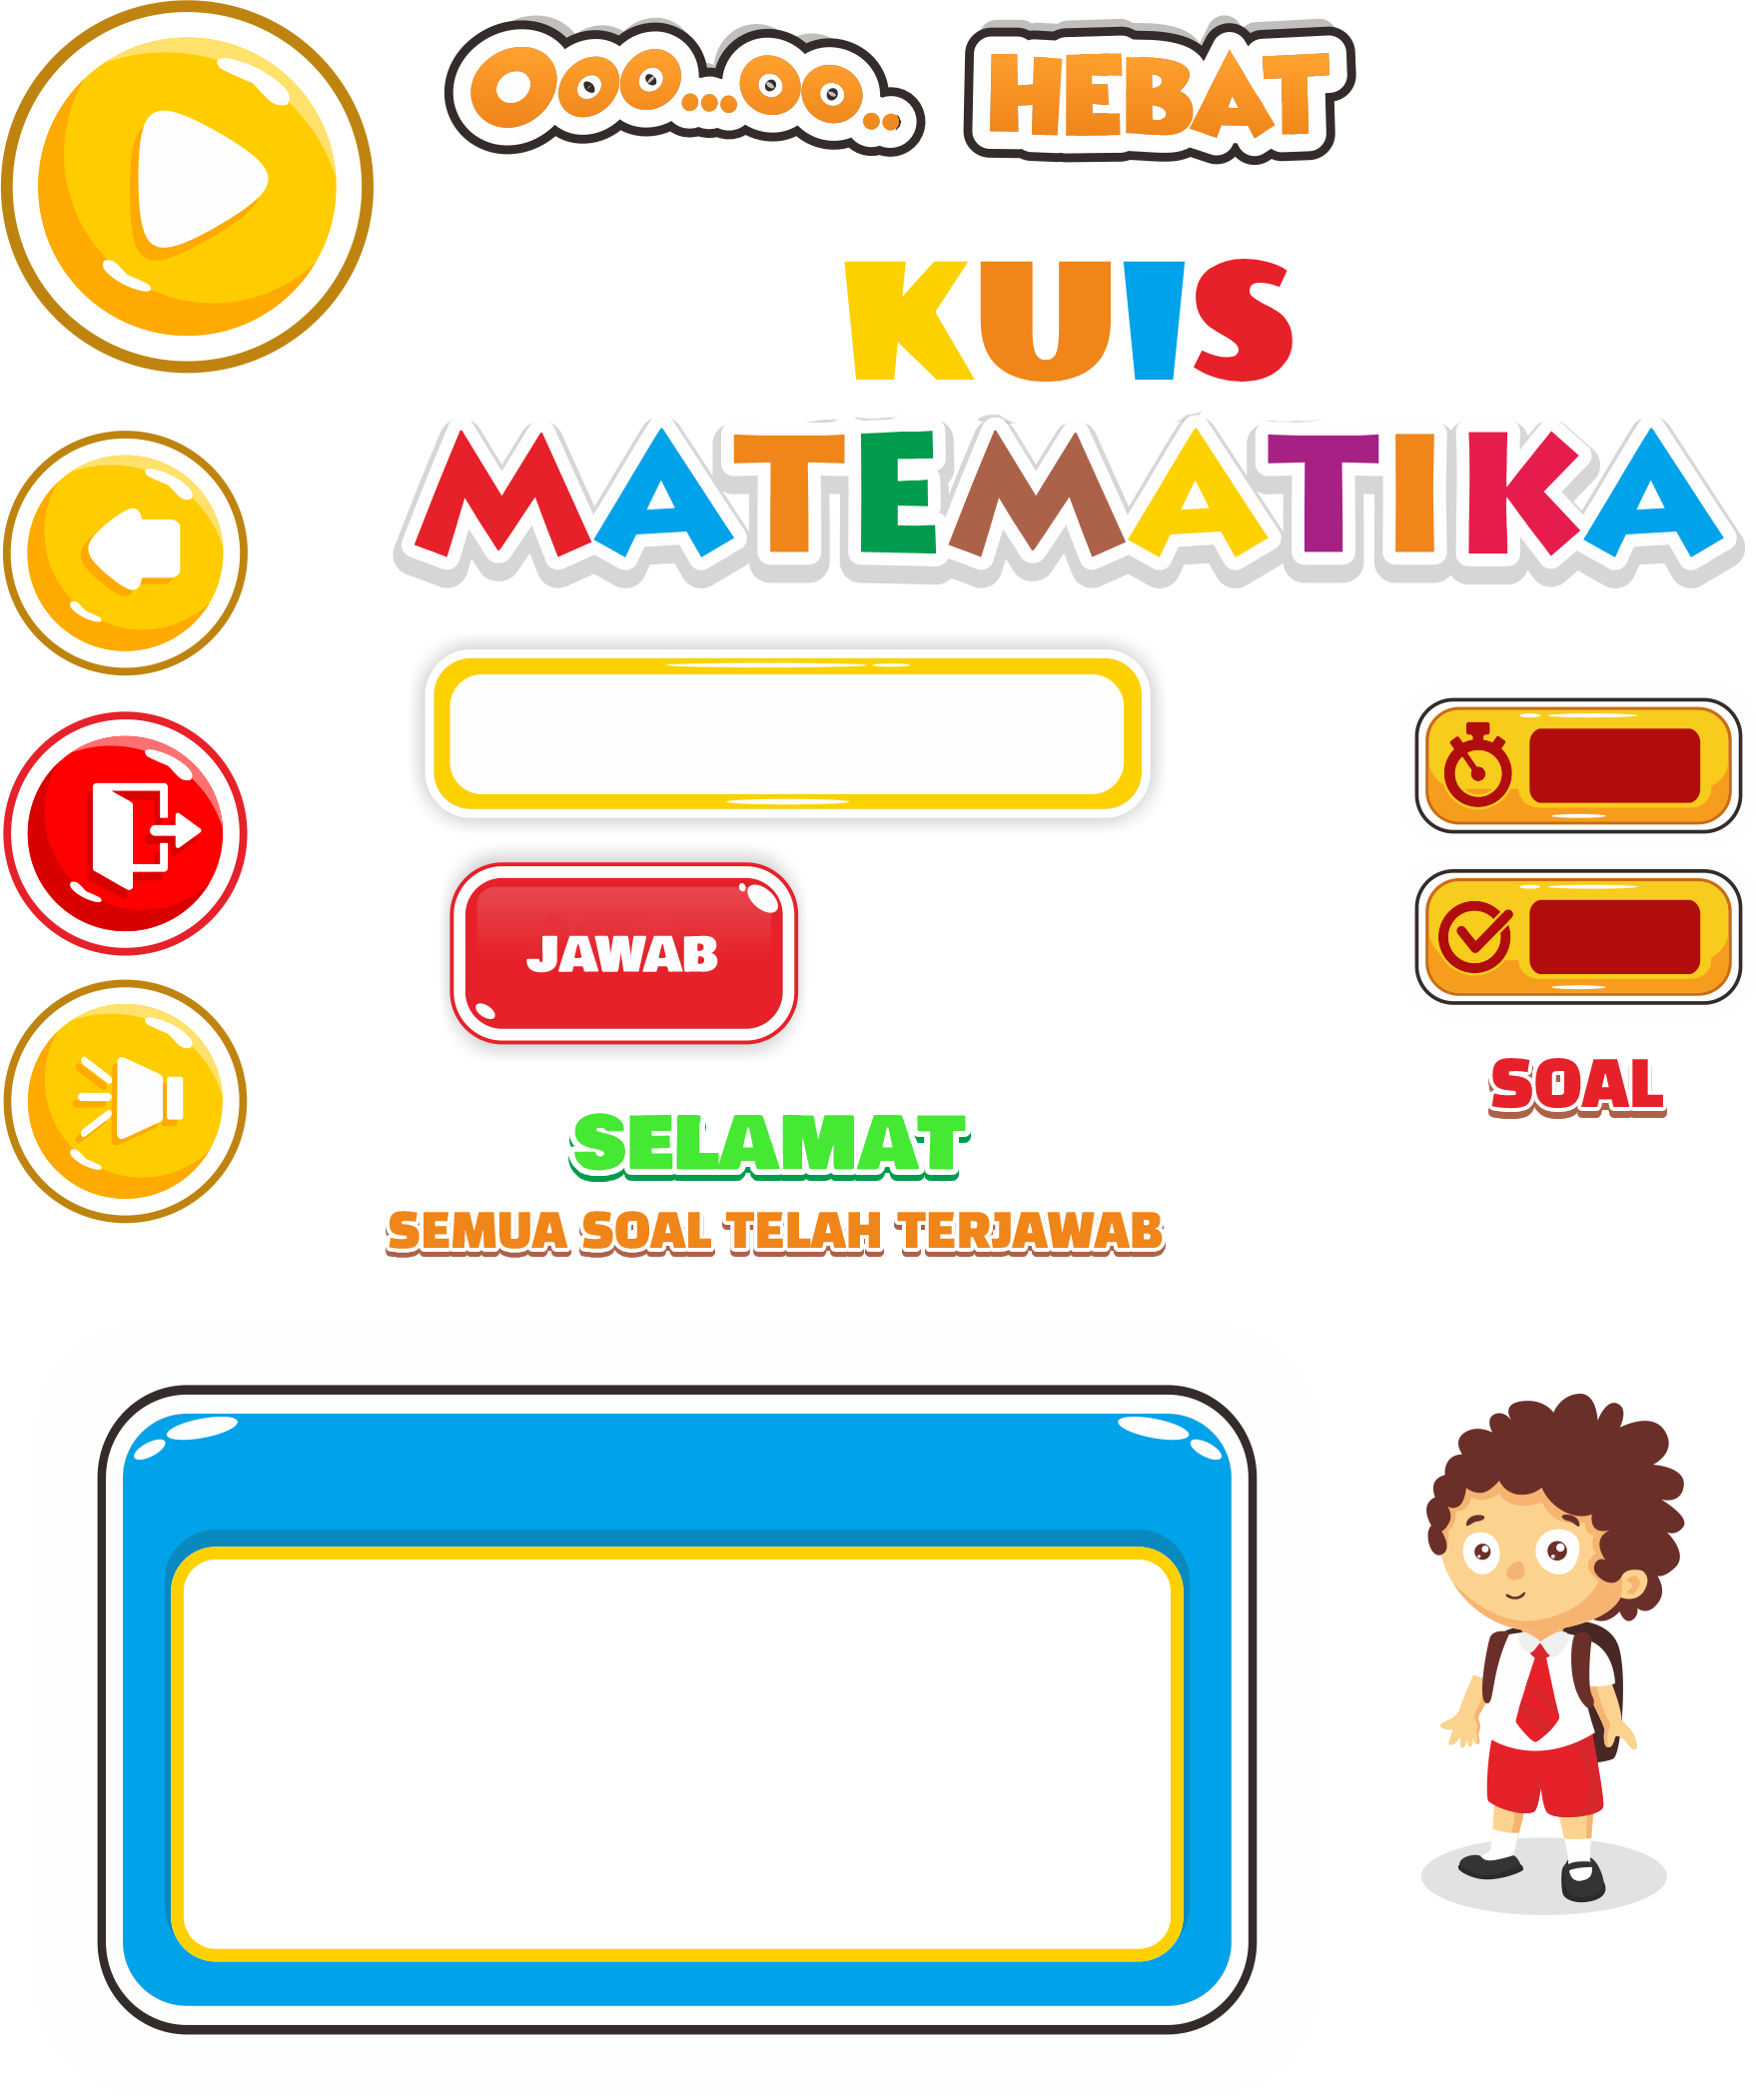 OOO...OO..
HEBAT
KUIS
MATEMATIKA
JAWAB
SOAL
SELAMAT
SEMUA SOAL TELAH TERJAWAB